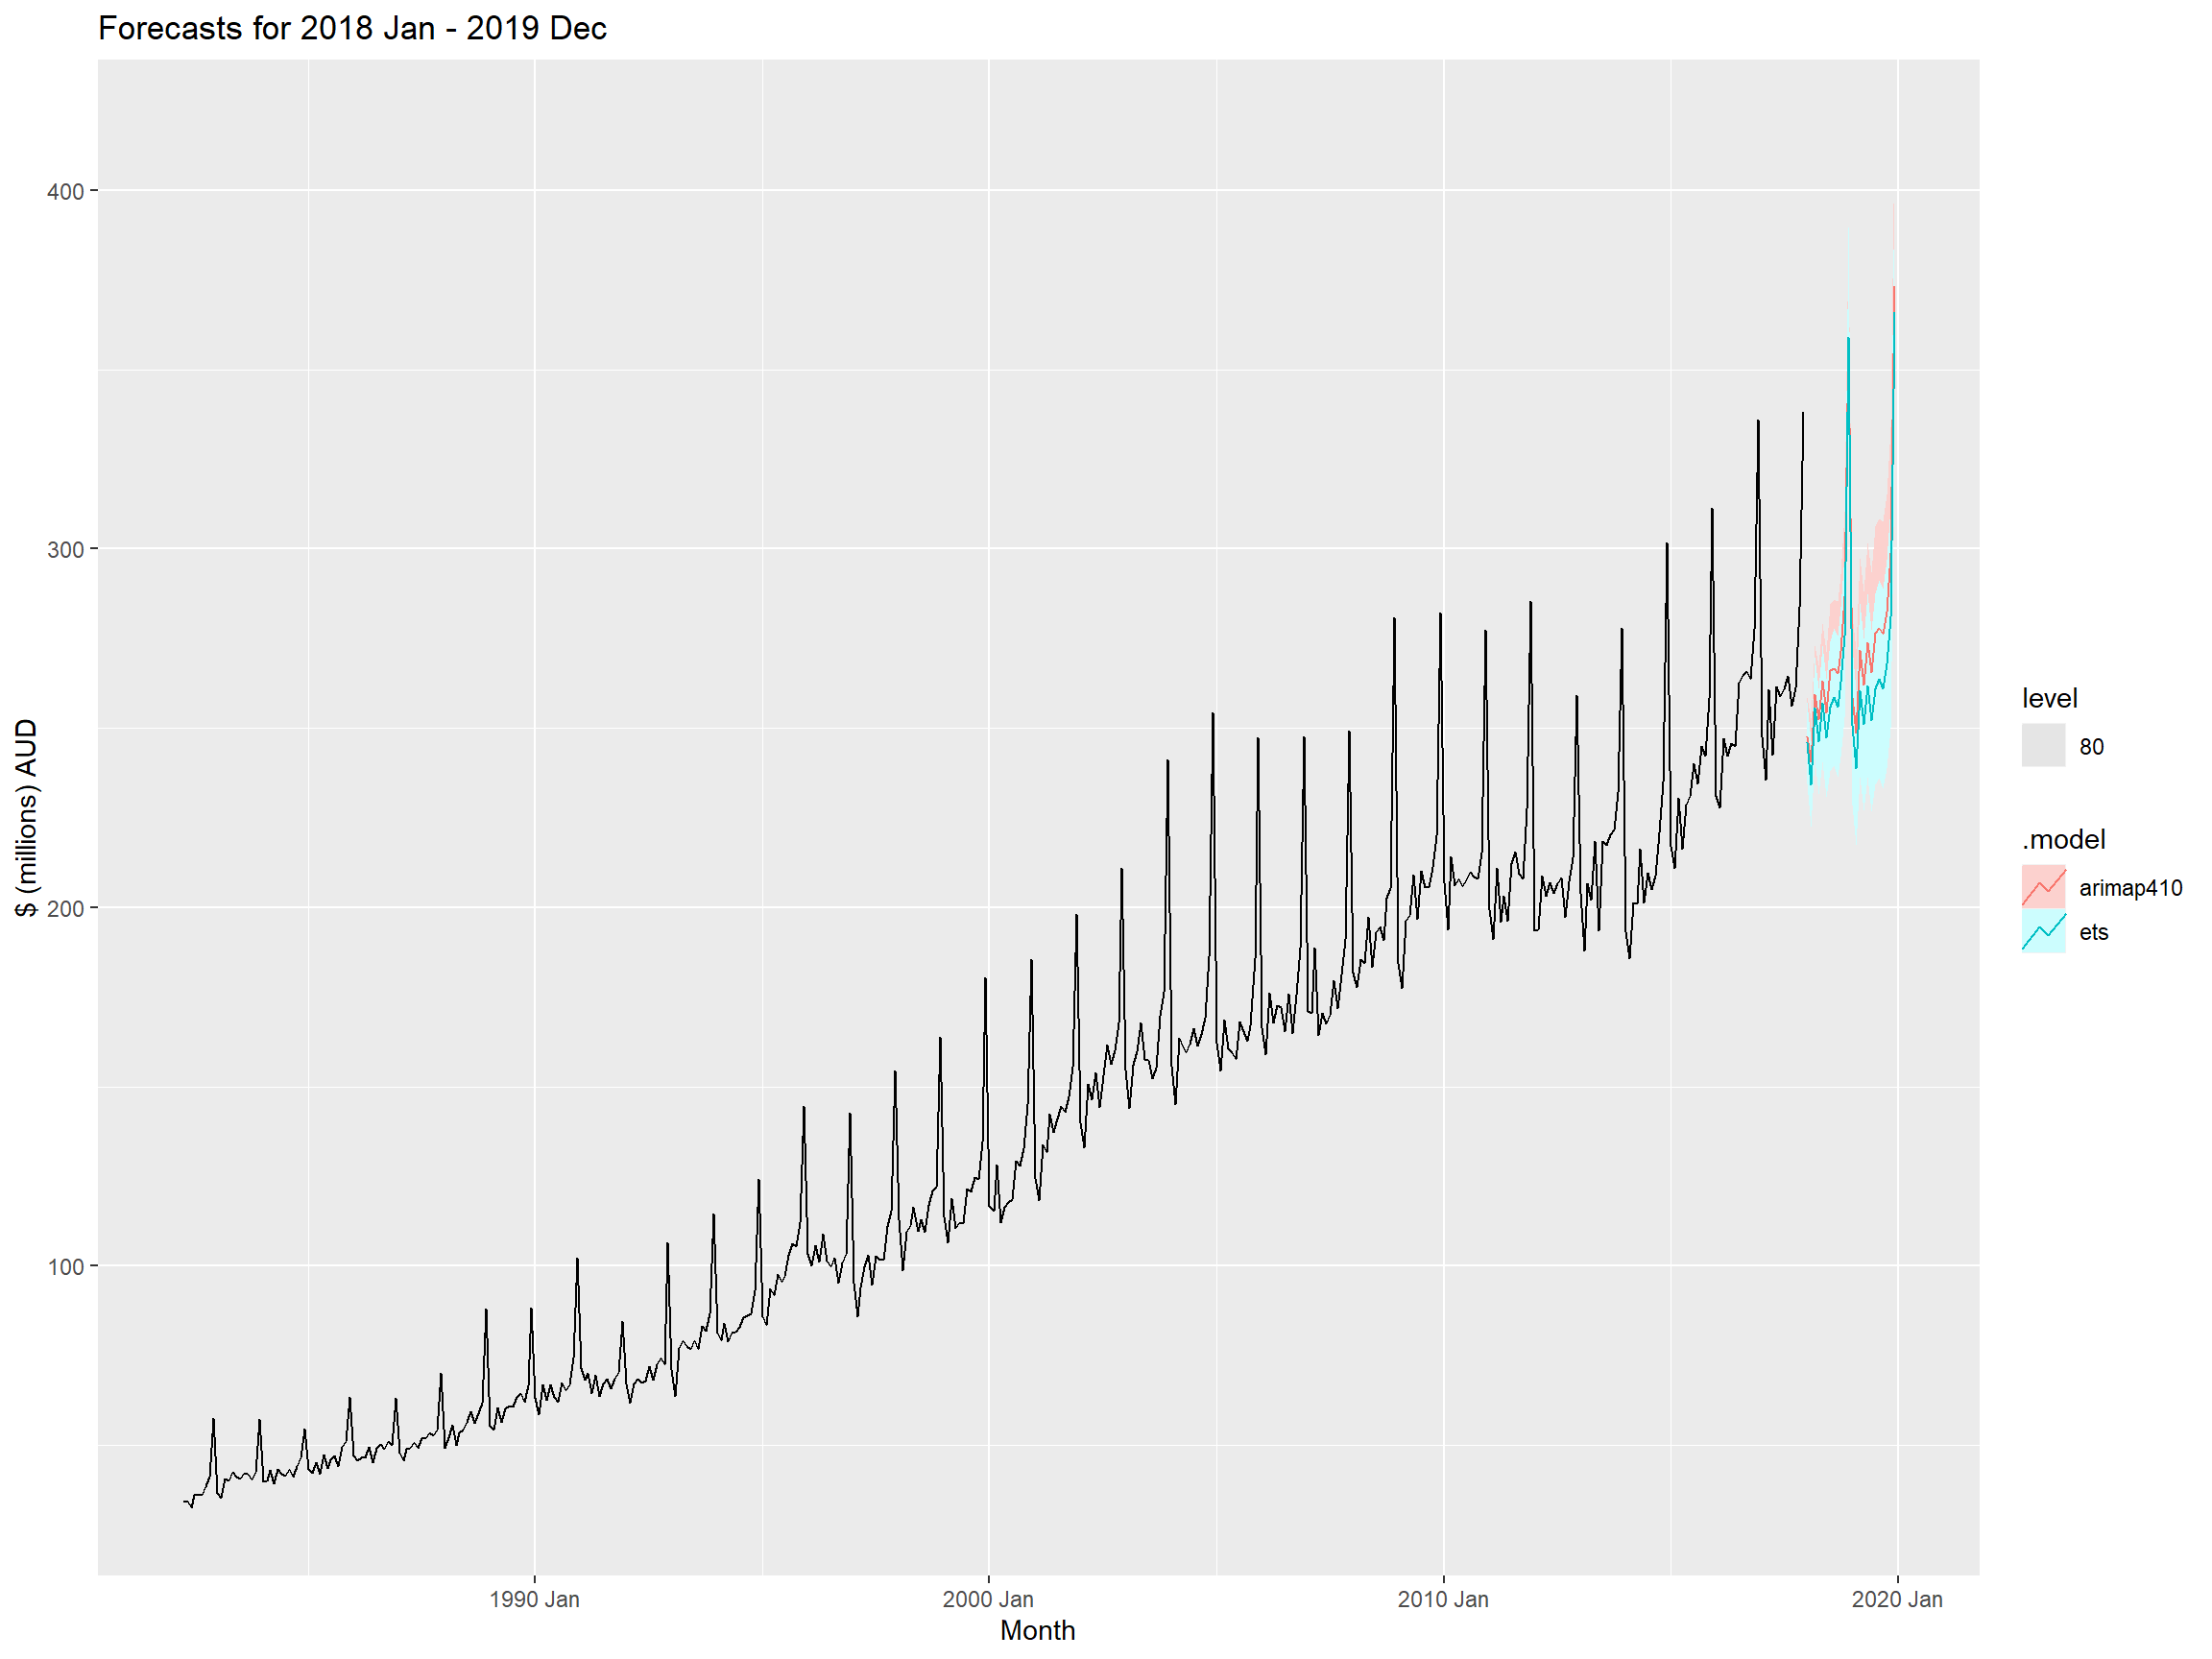 Forecasts for 2018 Jan - 2019 Dec
$ (millions) AUD
400
300
200
100
1990 Jan
2000 Jan
2010 Jan
2020 Jan
Month
level
80
.model
arimap410
ets